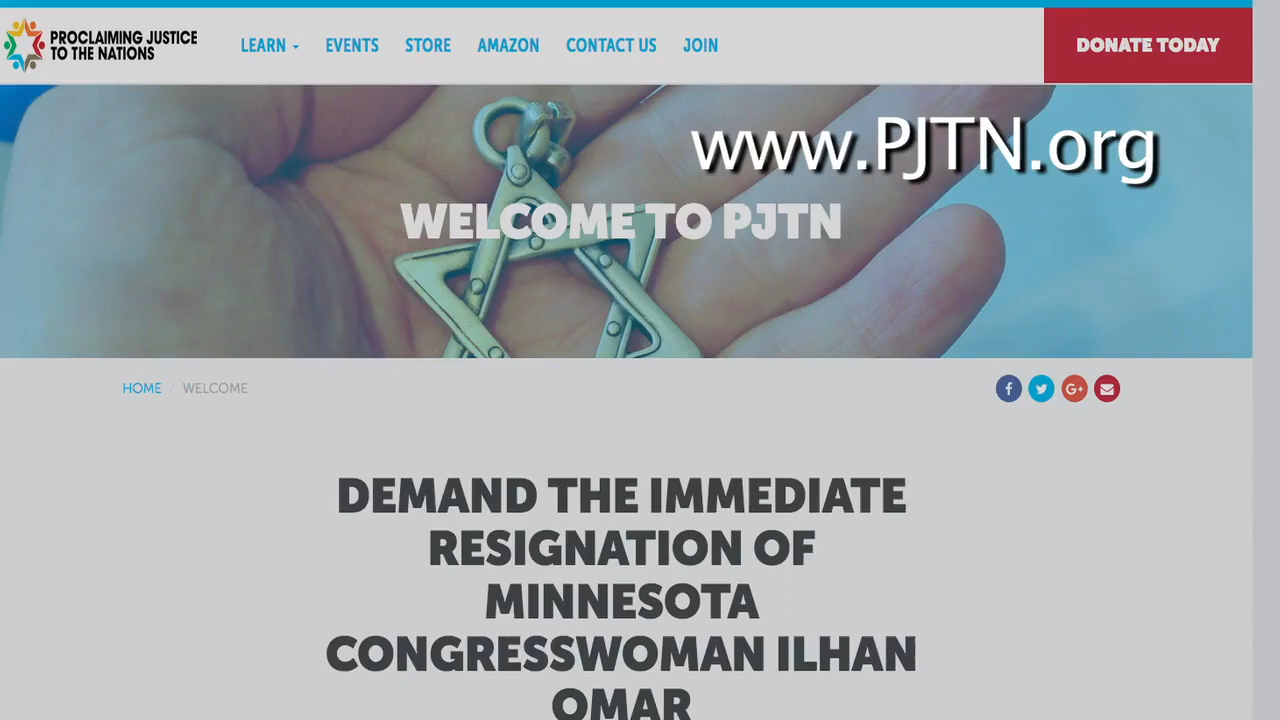 PROCLAIMING JUSTICE
TO THE NATIONS
LEARN
EVENTS
STORE
AMAZON
CONTACT US
JOIN
DONATE TODAY
www.PJTN.org
WELCOME TO PJTN
HOME / WELCOME
DEMAND THE IMMEDIATE
RESIGNATION OF
MINNESOTA
CONGRESSWOMAN ILHAN
OMAR